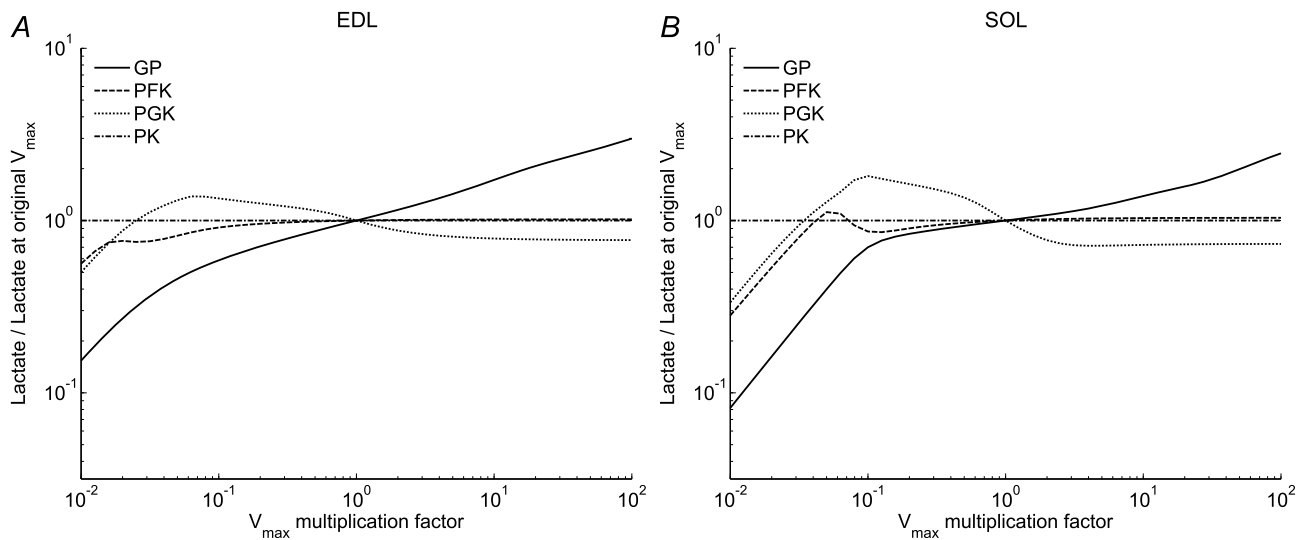 A
EDL
10^1
10^0
10^-1
Lactate / Lactate at original V_max
GP
PFK
PGK
PK
10^-2
10^-1
10^0
10^1
10^2
V_max multiplication factor
B
SOL
10^1
10^0
10^-1
Lactate / Lactate at original V_max
GP
PFK
PGK
PK
10^-2
10^-1
10^0
10^1
10^2
V_max multiplication factor